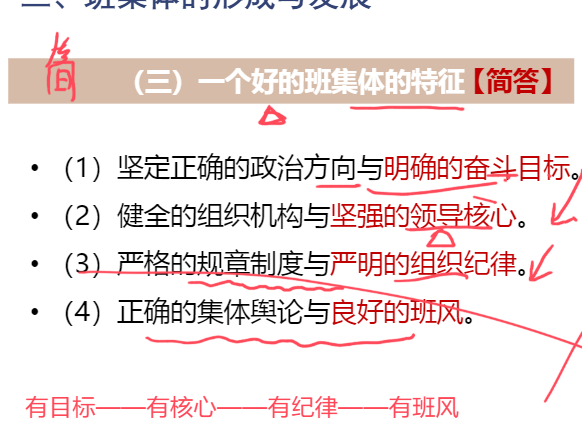 二、班集体的形成与发展
简
（三）一个好的班集体的特征【简答】
• （1）坚定正确的政治方向与明确的奋斗目标。
• （2）健全的组织机构与坚强的领导核心。
• （3）严格的规章制度与严明的组织纪律。
• （4）正确的集体舆论与良好的班风。
有目标——有核心——有纪律——有班风